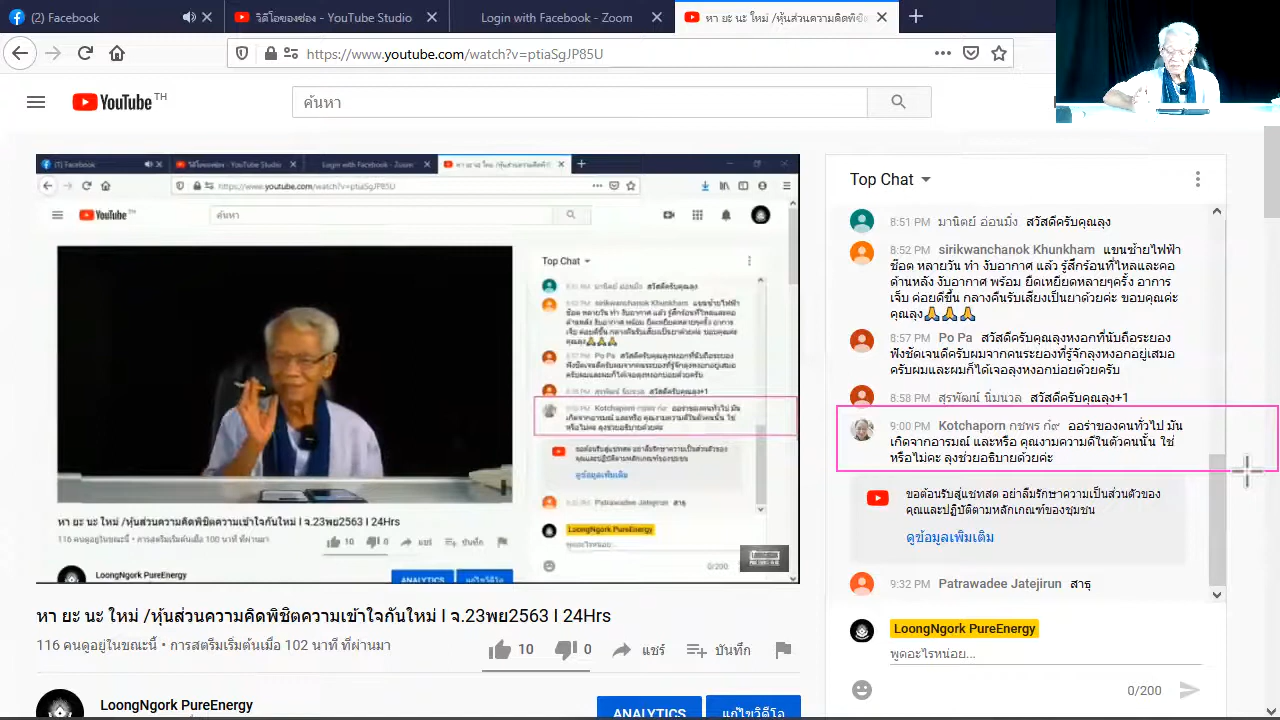 (2) Facebook
วิดีโอของช่อง - YouTube Studio
Login with Facebook - Zoom
หา ยะ นะ ใหม่ /หุ้นส่วนความคิดพิชิต
https://www.youtube.com/watch?v=ptiaSgJP85U
YouTube TH
ค้นหา
Top Chat
8:51 PM มานิตย์ อ่อนมิ่ง สวัสดีครับคุณลุง
8:52 PM sirikwanchanok Khunkham แขนซ้ายไฟฟ้า
ช๊อต หลายวัน ทำ งับอากาศ แล้ว รู้สึกร้อนที่ไหล่และคอ
ด้านหลัง งับอากาศ พร้อม ยืดเหยียดหลายๆครั้ง อาการ
เจ็บ ค่อยดีขึ้น กลางคืนรับเสียงเป็นยาด้วยค่ะ ขอบคุณค่ะ
คุณลุง🙏🙏🙏
8:57 PM Po Pa สวัสดีครับคุณลุงหงอกที่นับถือระยอง
ฟังชัดเจนดีครับผมจากคนระยองที่รู้จักลุงหงอกอยู่เสมอ
ครับผมและผมก็ได้เจอลุงหงอกบ่อยด้วยครับ
8:58 PM สุรพัฒน์ นิ่มนวล สวัสดีครับคุณลุง+1
9:00 PM Kotchaporn กชพร ก๙ ออร่าของคนทั่วไป มัน
เกิดจากอารมณ์ และหรือ คุณงามความดีในตัวคนนั้น ใช่
หรือไม่คะ ลุงช่วยอธิบายด้วยค่ะ
ขอต้อนรับสู่แชทสด อย่าลืมรักษาความเป็นส่วนตัวของ
คุณและปฏิบัติตามหลักเกณฑ์ของชุมชน
ดูข้อมูลเพิ่มเติม
9:32 PM Patrawadee Jatejirun สาธุ
LoongNgork PureEnergy
พูดอะไรหน่อย...
0/200
หา ยะ นะ ใหม่ /หุ้นส่วนความคิดพิชิตความเข้าใจกันใหม่ I จ.23พย2563 I 24Hrs
116 คนดูอยู่ในขณะนี้ • การสตรีมเริ่มต้นเมื่อ 102 นาที ที่ผ่านมา
10
0
แชร์
บันทึก
LoongNgork PureEnergy
ANALYTICS
แก้ไขวิดีโอ